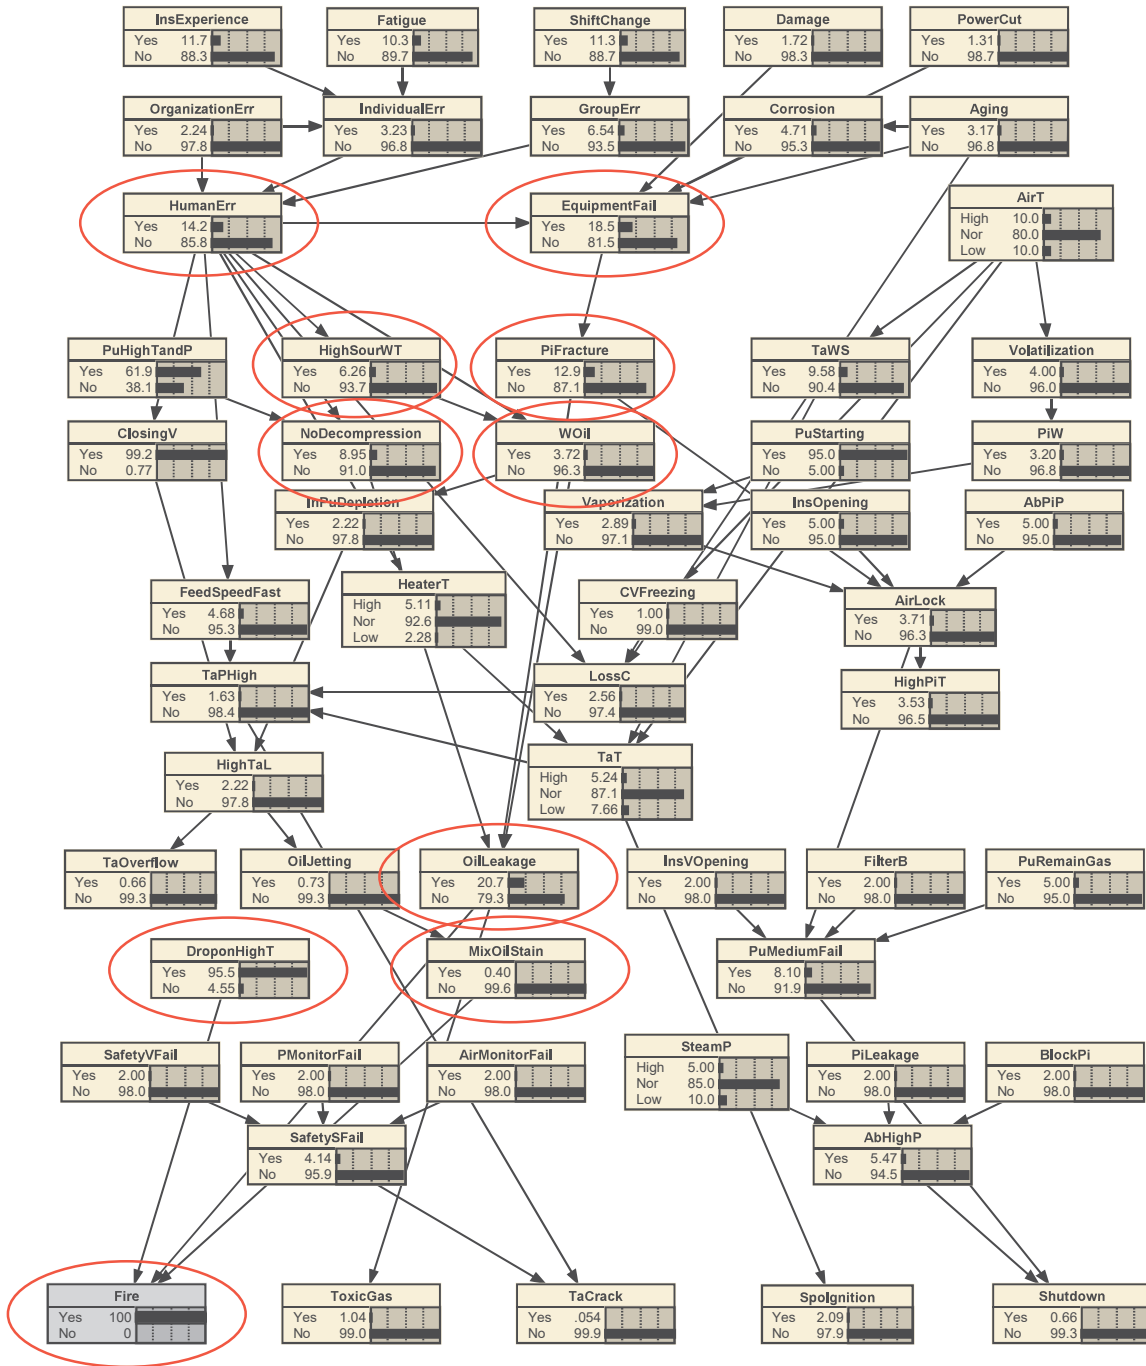 InsExperience
Yes 11.7
No 88.3
Fatigue
Yes 10.3
No 89.7
ShiftChange
Yes 11.3
No 88.7
Damage
Yes 1.72
No 98.3
PowerCut
Yes 1.31
No 98.7
OrganizationErr
Yes 2.24
No 97.8
IndividualErr
Yes 3.23
No 96.8
GroupErr
Yes 6.54
No 93.5
Corrosion
Yes 4.71
No 95.3
Aging
Yes 3.17
No 96.8
HumanErr
Yes 14.2
No 85.8
EquipmentFail
Yes 18.5
No 81.5
AirT
High 10.0
Nor 80.0
Low 10.0
PuHighTandP
Yes 61.9
No 38.1
HighSourWT
Yes 6.26
No 93.7
PiFracture
Yes 12.9
No 87.1
TaWS
Yes 9.58
No 90.4
Volatilization
Yes 4.00
No 96.0
ClosingV
Yes 99.2
No 0.77
NoDecompression
Yes 8.95
No 91.0
WOil
Yes 3.72
No 96.3
PuStarting
Yes 95.0
No 5.00
PiW
Yes 3.20
No 96.8
InPuDepletion
Yes 2.22
No 97.8
Vaporization
Yes 2.89
No 97.1
InsOpening
Yes 5.00
No 95.0
AbPiP
Yes 5.00
No 95.0
FeedSpeedFast
Yes 4.68
No 95.3
HeaterT
High 5.11
Nor 92.6
Low 2.28
CVFreezing
Yes 1.00
No 99.0
AirLock
Yes 3.71
No 96.3
TaPHigh
Yes 1.63
No 98.4
LossC
Yes 2.56
No 97.4
HighPiT
Yes 3.53
No 96.5
HighTaL
Yes 2.22
No 97.8
TaT
High 5.24
Nor 87.1
Low 7.66
TaOverflow
Yes 0.66
No 99.3
OilJetting
Yes 0.73
No 99.3
OilLeakage
Yes 20.7
No 79.3
InsVOpening
Yes 2.00
No 98.0
FilterB
Yes 2.00
No 98.0
PuRemainGas
Yes 5.00
No 95.0
DroponHighT
Yes 95.5
No 4.55
MixOilStain
Yes 0.40
No 99.6
PuMediumFail
Yes 8.10
No 91.9
SafetyVFail
Yes 2.00
No 98.0
PMonitorFail
Yes 2.00
No 98.0
AirMonitorFail
Yes 2.00
No 98.0
SteamP
High 5.00
Nor 85.0
Low 10.0
PiLeakage
Yes 2.00
No 98.0
BlockPi
Yes 2.00
No 98.0
SafetySFail
Yes 4.14
No 95.9
AbHighP
Yes 5.47
No 94.5
Fire
Yes 100
No 0
ToxicGas
Yes 1.04
No 99.0
TaCrack
Yes .054
No 99.9
SpoIgnition
Yes 2.09
No 97.9
Shutdown
Yes 0.66
No 99.3